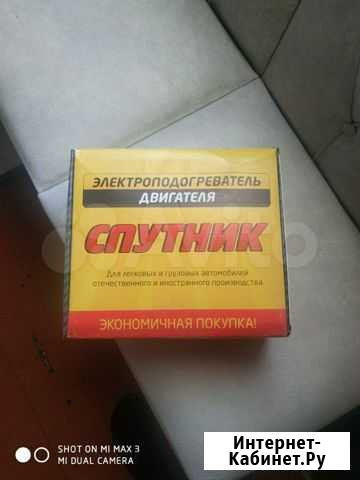 ЭЛЕКТРОПОДОГРЕВАТЕЛЬ
ДВИГАТЕЛЯ
СПУТНИК
Для легковых и грузовых автомобилей
отечественного и иностранного производства
ЭКОНОМИЧНАЯ ПОКУПКА!
Avito
SHOT ON MI MAX 3
MI DUAL CAMERA
Интернет-
Кабинет.Ру